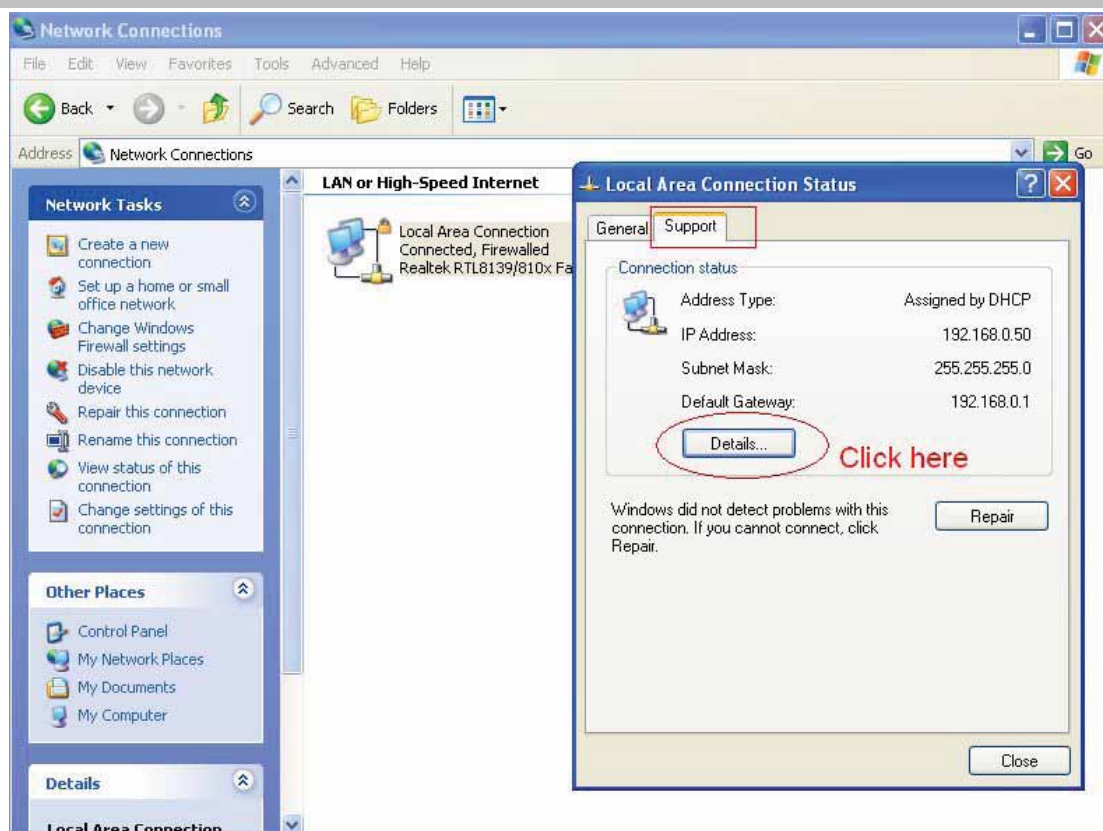 Network Connections
File Edit View Favorites Tools Advanced Help
Back Search Folders
Address Network Connections Go
Network Tasks
Create a new
connection
Set up a home or small
office network
Change Windows
Firewall settings
Disable this network
device
Repair this connection
Rename this connection
View status of this
connection
Change settings of this
connection
Other Places
Control Panel
My Network Places
My Documents
My Computer
Details
Local Area Connection
LAN or High-Speed Internet
Local Area Connection
Connected, Firewalled
Realtek RTL8139/810x Fa
Local Area Connection Status
General Support
Connection status
Address Type: Assigned by DHCP
IP Address: 192.168.0.50
Subnet Mask: 255.255.255.0
Default Gateway: 192.168.0.1
Details...
Click here
Windows did not detect problems with this
connection. If you cannot connect, click
Repair.
Repair
Close